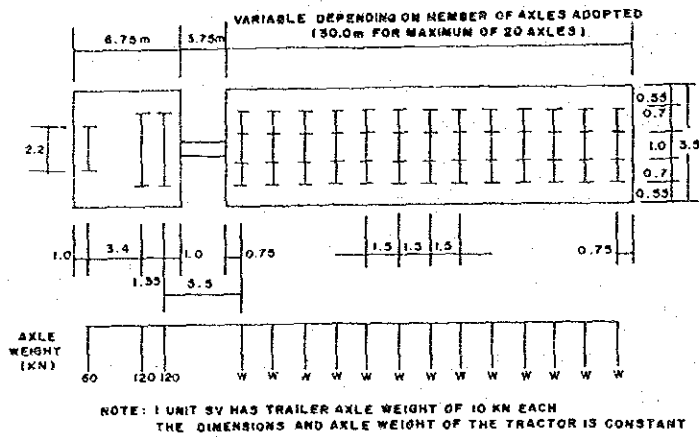 VARIABLE DEPENDING ON MEMBER OF AXLES ADOPTED
(30.0m FOR MAXIMUM OF 20 AXLES)
6.75m
3.75m
0.55
0.7
2.2
1.0
3.5
0.7
0.55
1.0
3.4
1.0
0.75
1.5
1.5
1.5
0.75
1.35
5.5
AXLE
WEIGHT
(KN)
60
120
120
W W W W W W W W W W W W W
NOTE: 1 UNIT SV HAS TRAILER AXLE WEIGHT OF 10 KN EACH
THE DIMENSIONS AND AXLE WEIGHT OF THE TRACTOR IS CONSTANT